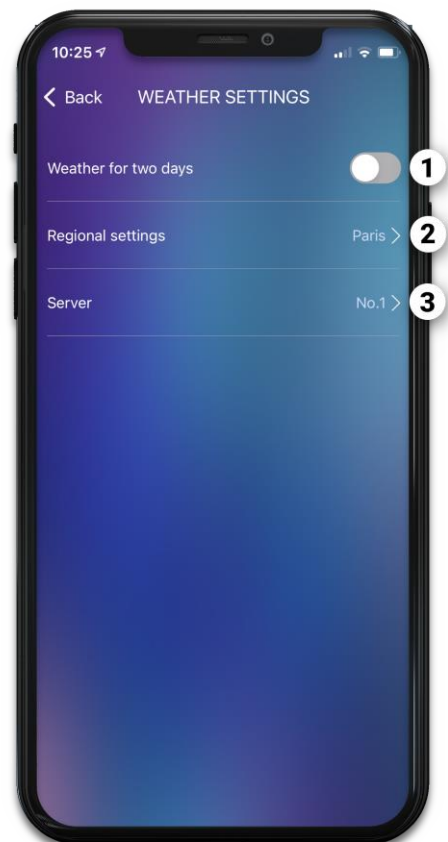 10:25
Back WEATHER SETTINGS
Weather for two days 1
Regional settings Paris 2
Server No.1 3